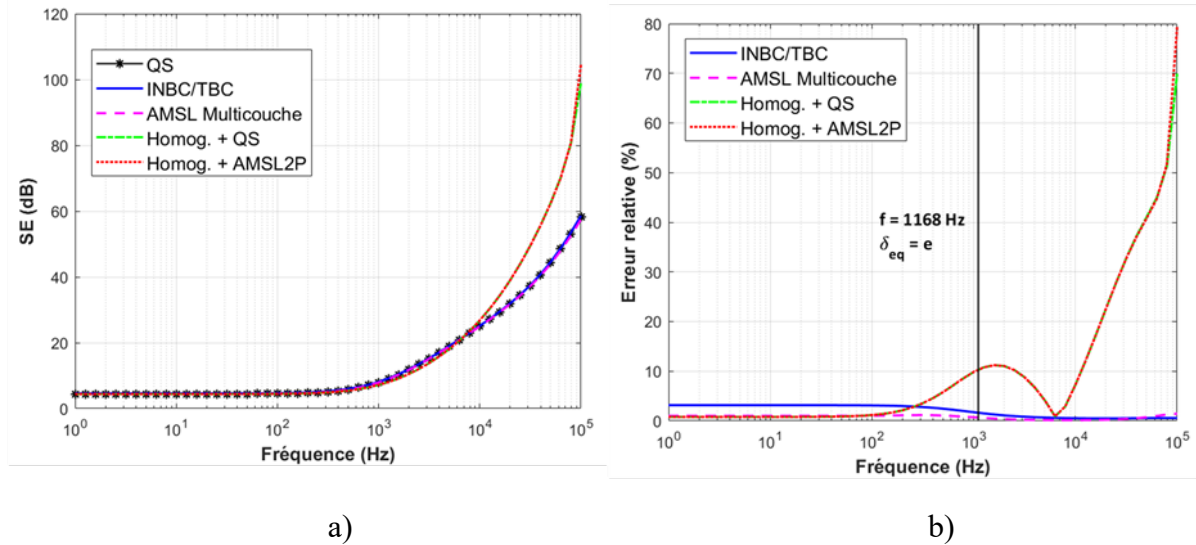 120
100
80
60
40
20
0
SE (dB)
QS
INBC/TBC
AMSL Multicouche
Homog. + QS
Homog. + AMSL2P
10^0
10^1
10^2
10^3
10^4
10^5
Fréquence (Hz)
a)
80
70
60
50
40
30
20
10
0
Erreur relative (%)
INBC/TBC
AMSL Multicouche
Homog. + QS
Homog. + AMSL2P
f = 1168 Hz
δ_eq = e
10^0
10^1
10^2
10^3
10^4
10^5
Fréquence (Hz)
b)